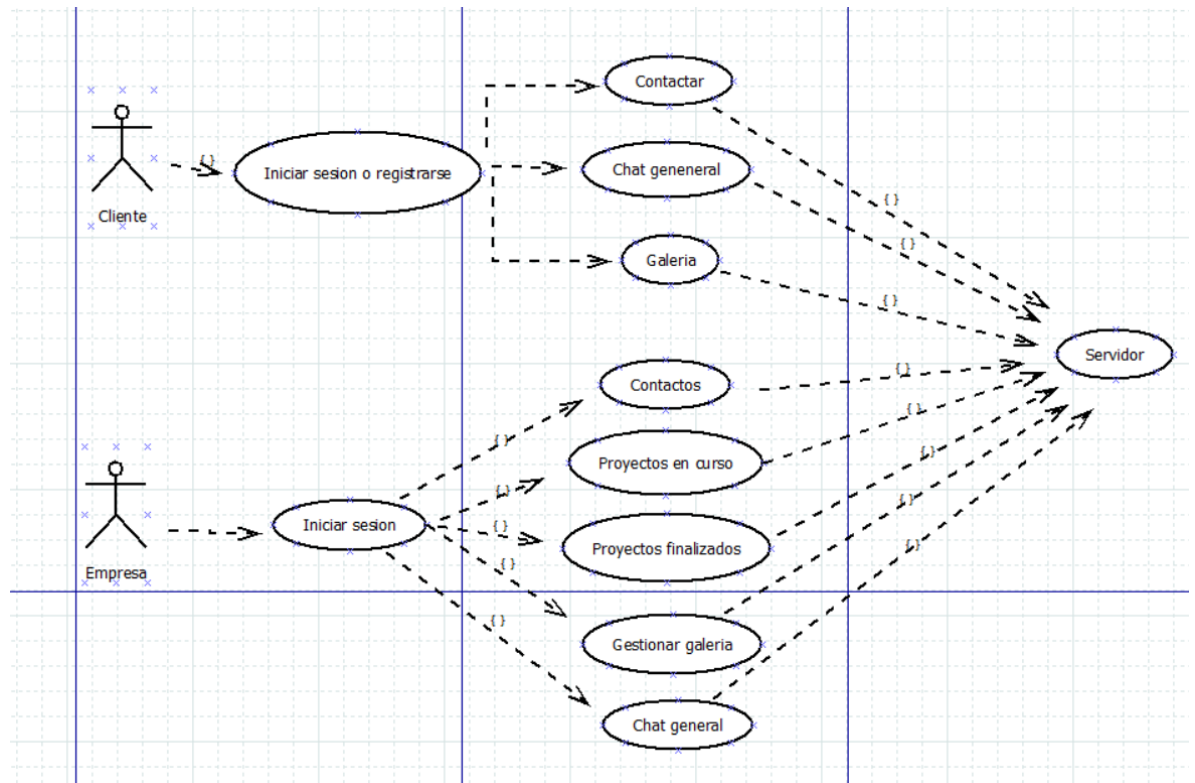 Contactar
{ }
Iniciar sesion o registrarse
Chat geneneral
Cliente
{ }
{ }
Galeria
{ }
Servidor
Contactos
{ }
{ }
{ }
Proyectos en curso
{ }
{ }
Empresa
Iniciar sesion
{ }
Proyectos finalizados
{ }
{ }
{ }
Gestionar galeria
{ }
Chat general